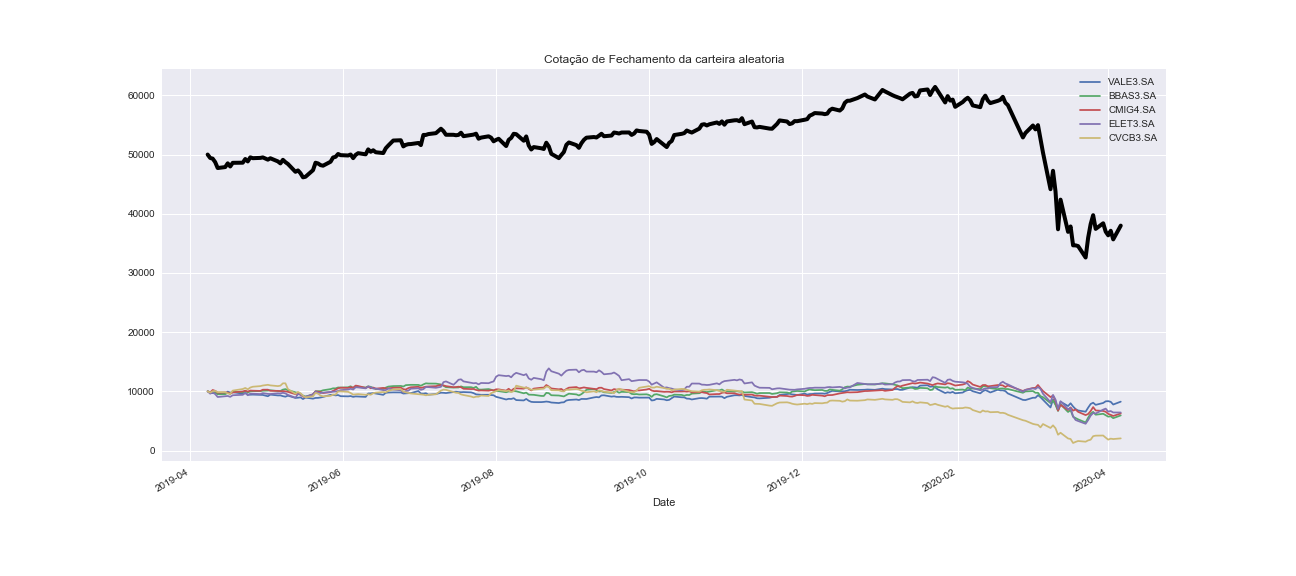 Cotação de Fechamento da carteira aleatoria
VALE3.SA
BBAS3.SA
CMIG4.SA
ELET3.SA
CVCB3.SA
60000
50000
40000
30000
20000
10000
0
2019-04
2019-06
2019-08
2019-10
2019-12
2020-02
2020-04
Date